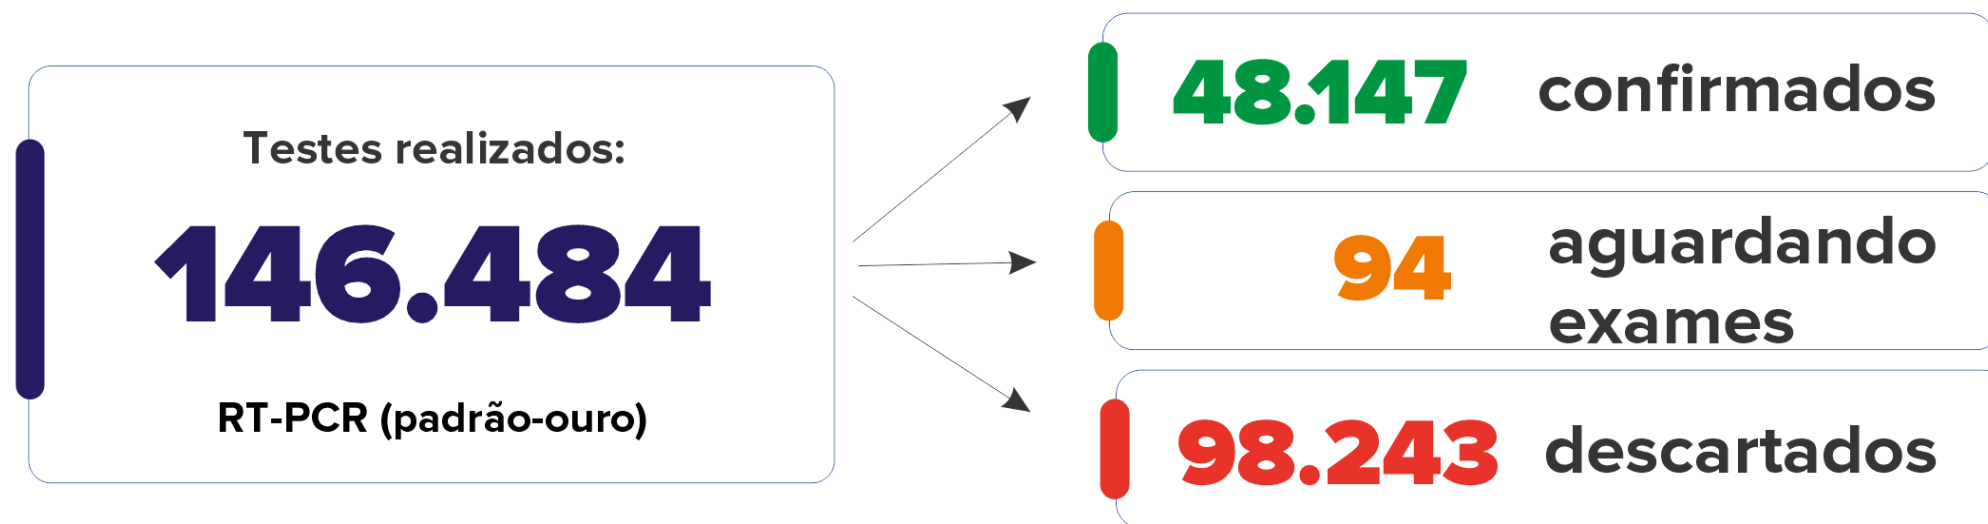 Testes realizados:
146.484
RT-PCR (padrão-ouro)
48.147 confirmados
94 aguardando
exames
98.243 descartados